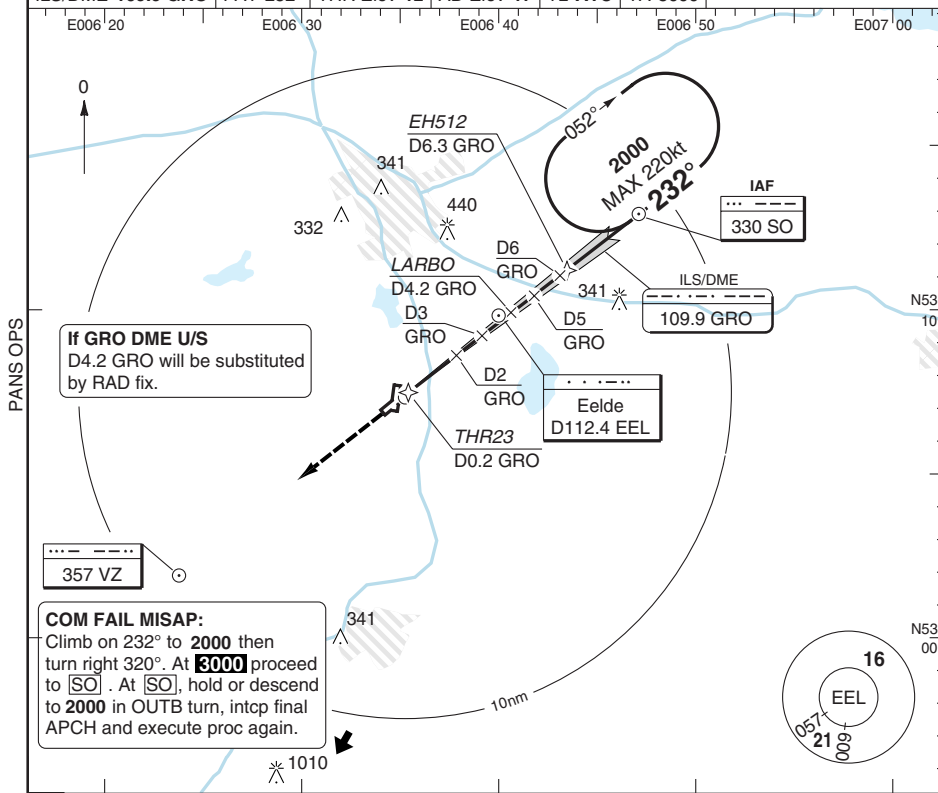 E006 20
E006 30
E006 40
E006 50
E007 00
0
EH512
D6.3 GRO
052°
2000
MAX 220kt
232°
IAF
330 SO
341
332
440
D6
GRO
LARBO
D4.2 GRO
341
ILS/DME
109.9 GRO
N53
10
D3
GRO
D5
GRO
PANS OPS
If GRO DME U/S
D4.2 GRO will be substituted
by RAD fix.
D2
GRO
Eelde
D112.4 EEL
THR23
D0.2 GRO
357 VZ
COM FAIL MISAP:
Climb on 232° to 2000 then
turn right 320°. At 3000 proceed
to SO . At SO, hold or descend
to 2000 in OUTB turn, intcp final
APCH and execute proc again.
341
N53
00
10nm
16
EEL
057
21
009
1010